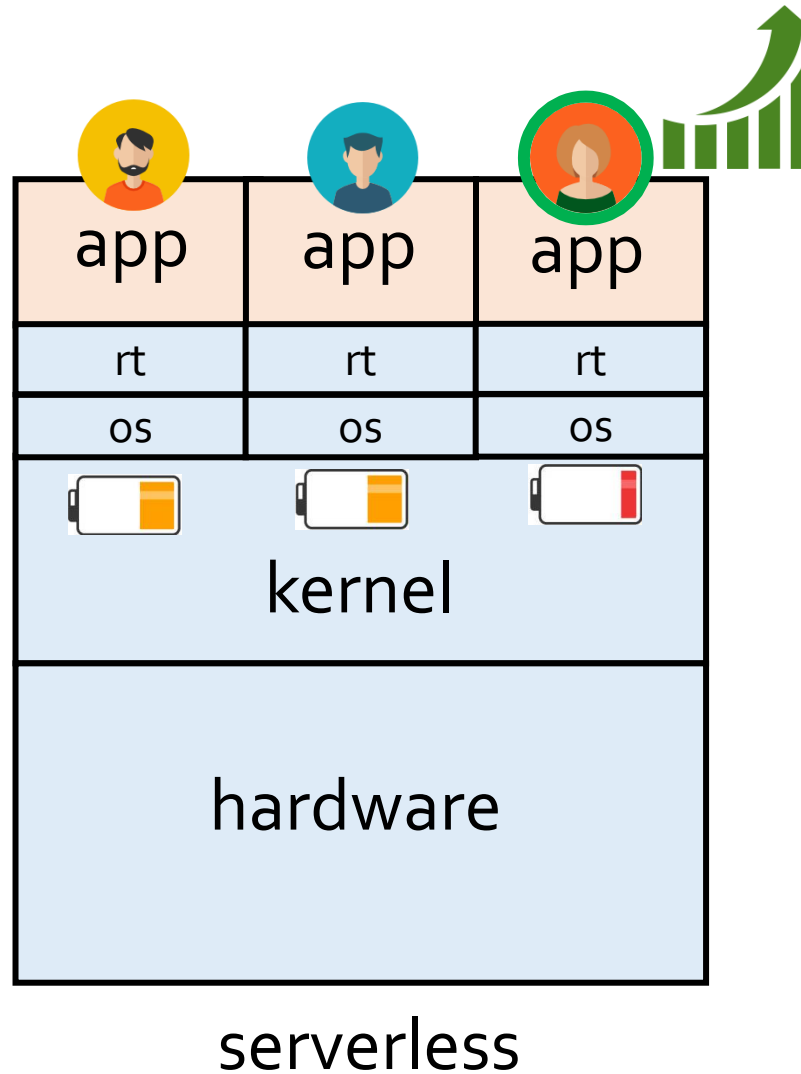 app app app
rt rt rt
os os os
kernel
hardware
serverless